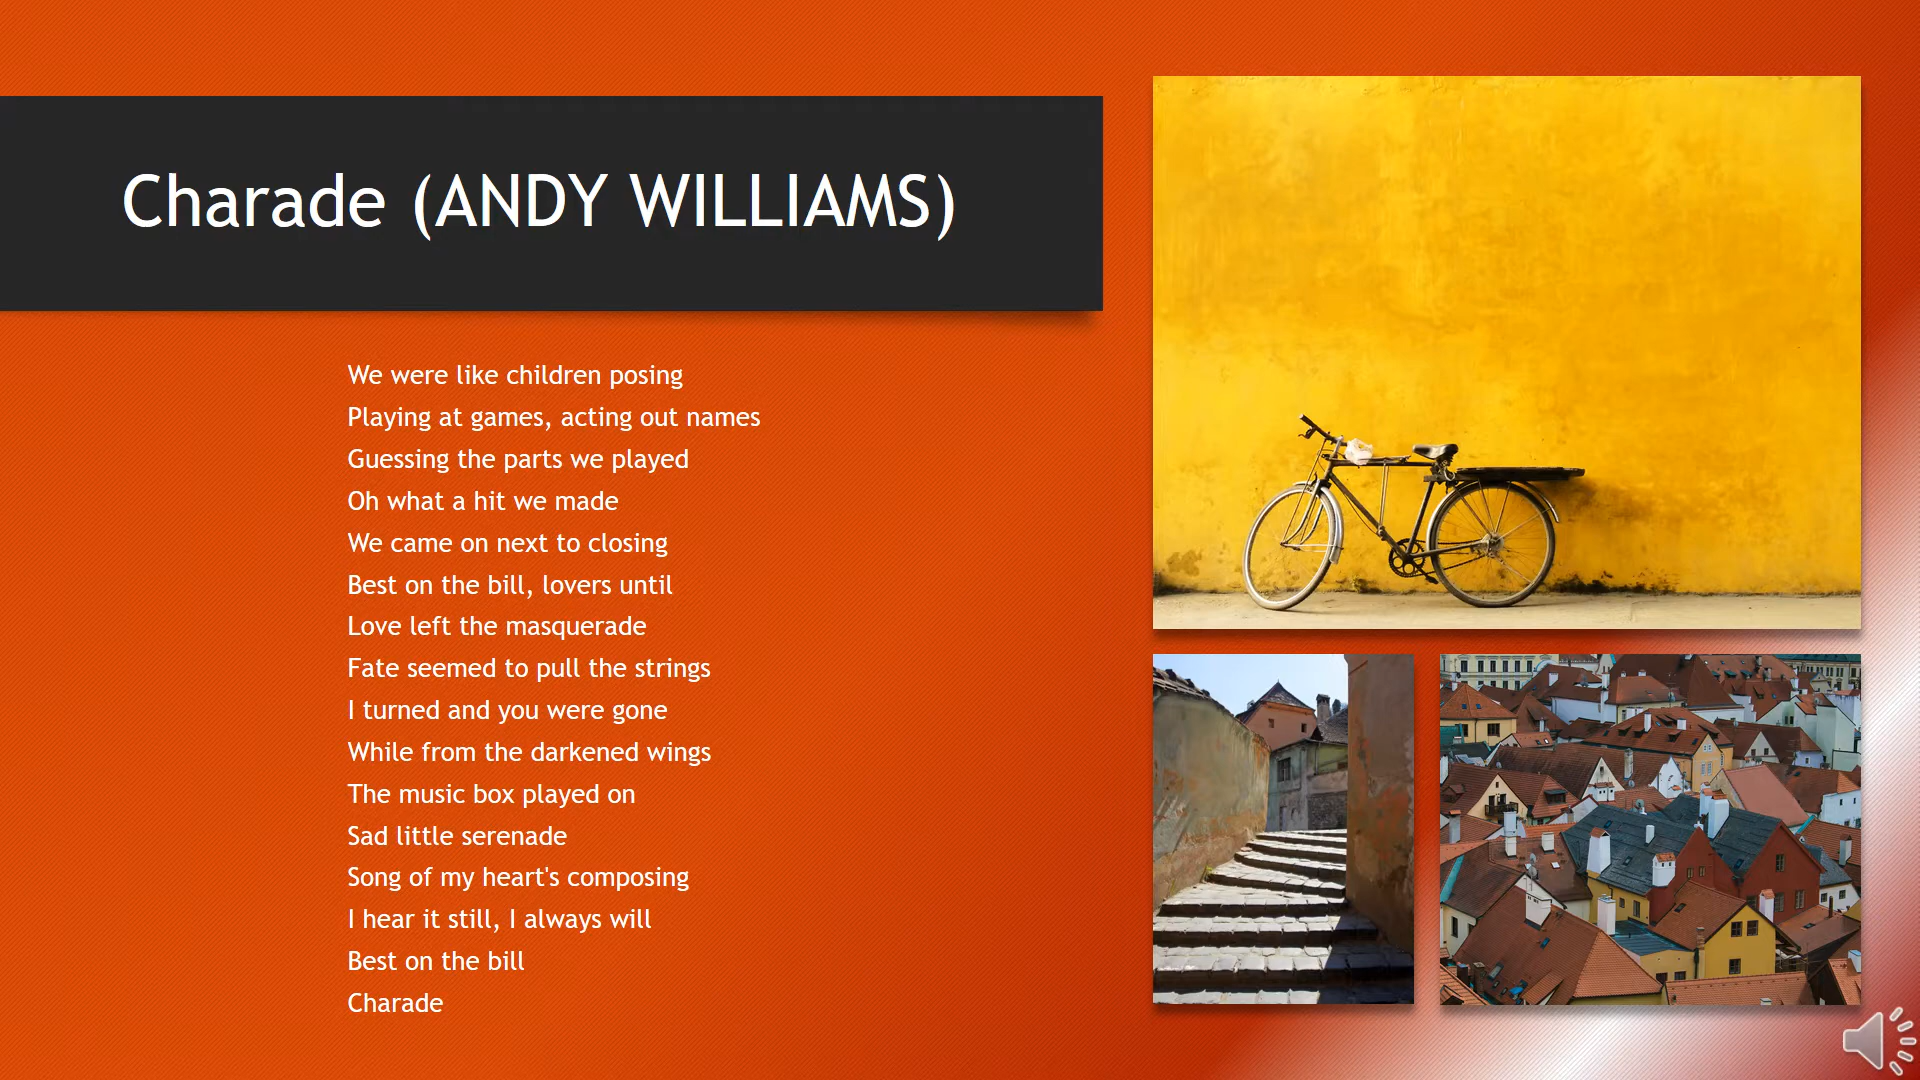 Charade (ANDY WILLIAMS)
We were like children posing
Playing at games, acting out names
Guessing the parts we played
Oh what a hit we made
We came on next to closing
Best on the bill, lovers until
Love left the masquerade
Fate seemed to pull the strings
I turned and you were gone
While from the darkened wings
The music box played on
Sad little serenade
Song of my heart's composing
I hear it still, I always will
Best on the bill
Charade